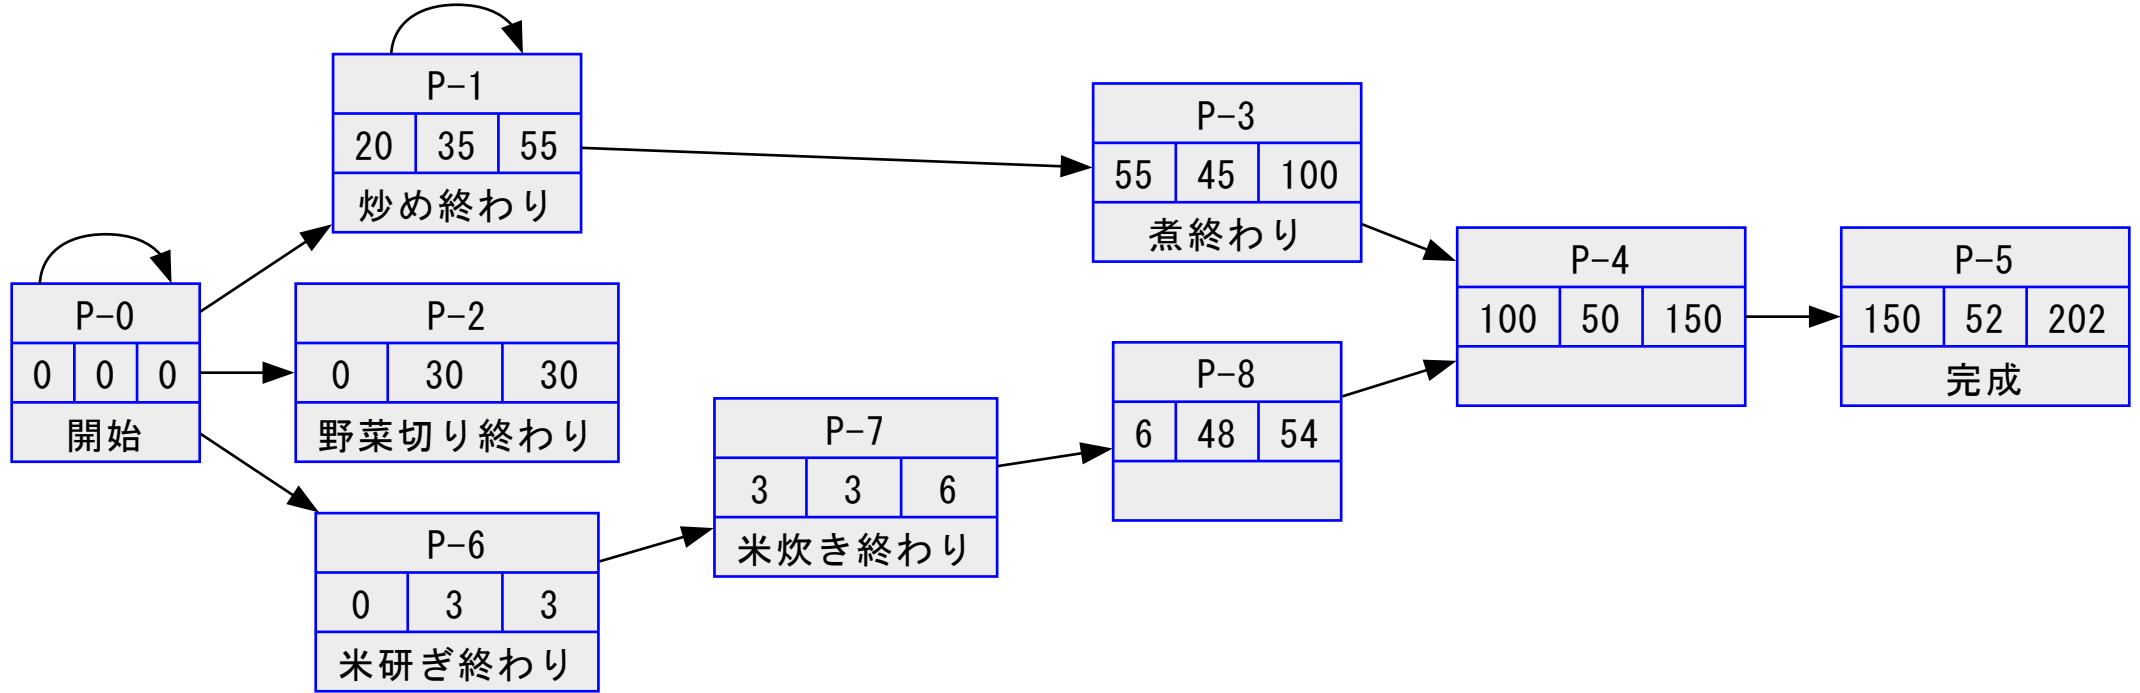 P-1
20 35 55
炒め終わり
P-3
55 45 100
煮終わり
P-0
0 0 0
開始
P-2
0 30 30
野菜切り終わり
P-4
100 50 150
P-5
150 52 202
完成
P-8
6 48 54
P-7
3 3 6
米炊き終わり
P-6
0 3 3
米研ぎ終わり